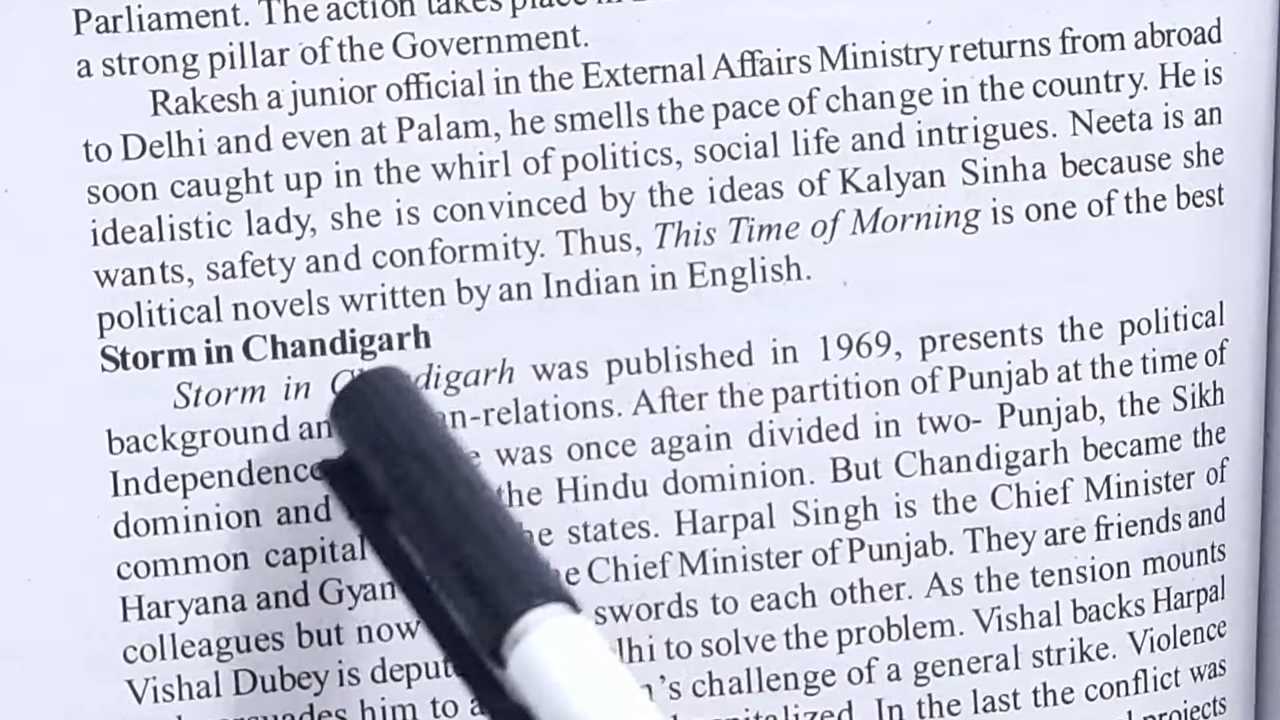 Parliament. The action takes place in
a strong pillar of the Government.
Rakesh a junior official in the External Affairs Ministry returns from abroad
to Delhi and even at Palam, he smells the pace of change in the country. He is
soon caught up in the whirl of politics, social life and intrigues. Neeta is an
idealistic lady, she is convinced by the ideas of Kalyan Sinha because she
wants, safety and conformity. Thus, This Time of Morning is one of the best
political novels written by an Indian in English.
Storm in Chandigarh
Storm in Chandigarh was published in 1969, presents the political
background an n-relations. After the partition of Punjab at the time of
Independence was once again divided in two- Punjab, the Sikh
dominion and the Hindu dominion. But Chandigarh became the
common capital states. Harpal Singh is the Chief Minister of
Haryana and Gyan Chief Minister of Punjab. They are friends and
colleagues but now swords to each other. As the tension mounts
Vishal Dubey is lhi to solve the problem. Vishal backs Harpal
him to 's challenge of a general strike. Violence
In the last the conflict was
projects